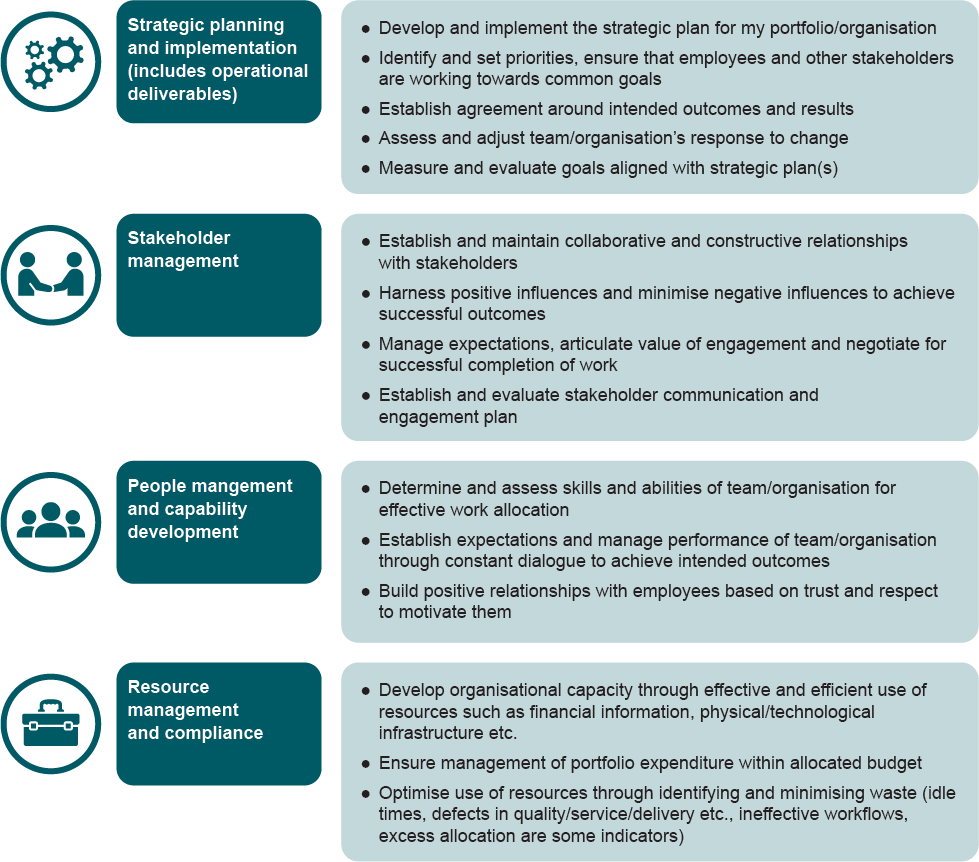 Strategic planning
and implementation
(includes operational
deliverables)
● Develop and implement the strategic plan for my portfolio/organisation
● Identify and set priorities, ensure that employees and other stakeholders
are working towards common goals
● Establish agreement around intended outcomes and results
● Assess and adjust team/organisation’s response to change
● Measure and evaluate goals aligned with strategic plan(s)
Stakeholder
management
● Establish and maintain collaborative and constructive relationships
with stakeholders
● Harness positive influences and minimise negative influences to achieve
successful outcomes
● Manage expectations, articulate value of engagement and negotiate for
successful completion of work
● Establish and evaluate stakeholder communication and
engagement plan
People mangement
and capability
development
● Determine and assess skills and abilities of team/organisation for
effective work allocation
● Establish expectations and manage performance of team/organisation
through constant dialogue to achieve intended outcomes
● Build positive relationships with employees based on trust and respect
to motivate them
Resource
management
and compliance
● Develop organisational capacity through effective and efficient use of
resources such as financial information, physical/technological
infrastructure etc.
● Ensure management of portfolio expenditure within allocated budget
● Optimise use of resources through identifying and minimising waste (idle
times, defects in quality/service/delivery etc., ineffective workflows,
excess allocation are some indicators)